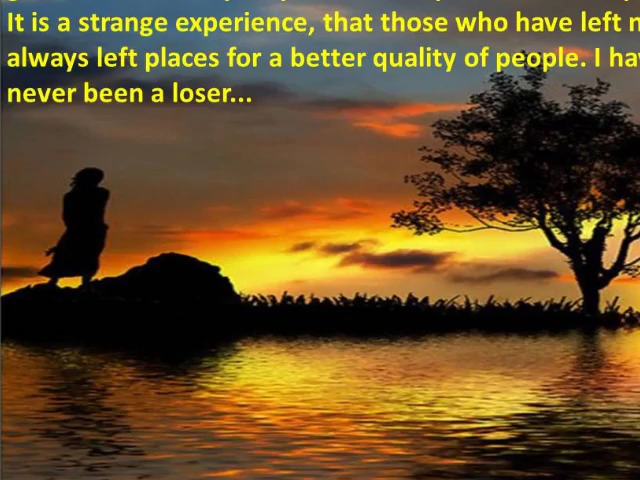 It is a strange experience, that those who have left
always left places for a better quality of people. I
never been a loser...